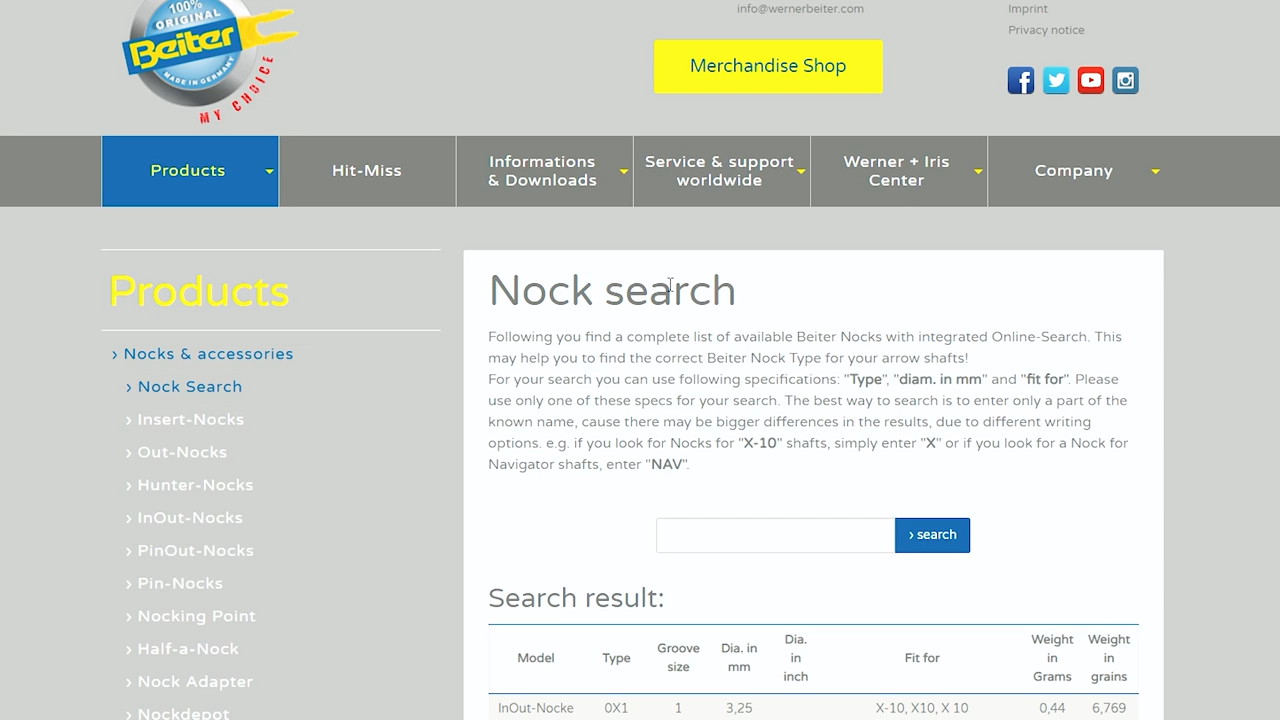 100%
ORIGINAL
Beiter
MADE IN GERMANY
MY CHOICE
info@wernerbeiter.com
Merchandise Shop
Imprint
Privacy notice
Products
Hit-Miss
Informations
& Downloads
Service & support
worldwide
Werner + Iris
Center
Company
Products
› Nocks & accessories
› Nock Search
› Insert-Nocks
› Out-Nocks
› Hunter-Nocks
› InOut-Nocks
› PinOut-Nocks
› Pin-Nocks
› Nocking Point
› Half-a-Nock
› Nock Adapter
› Nockdepot
Nock search
Following you find a complete list of available Beiter Nocks with integrated Online-Search. This
may help you to find the correct Beiter Nock Type for your arrow shafts!
For your search you can use following specifications: "Type", "diam. in mm" and "fit for". Please
use only one of these specs for your search. The best way to search is to enter only a part of the
known name, cause there may be bigger differences in the results, due to different writing
options. e.g. if you look for Nocks for "X-10" shafts, simply enter "X" or if you look for a Nock for
Navigator shafts, enter "NAV".
› search
Search result:
Model Type Groove size Dia. in mm Dia. in inch Fit for Weight in Grams Weight in grains
InOut-Nocke 0X1 1 3,25 X-10, X10, X 10 0,44 6,769